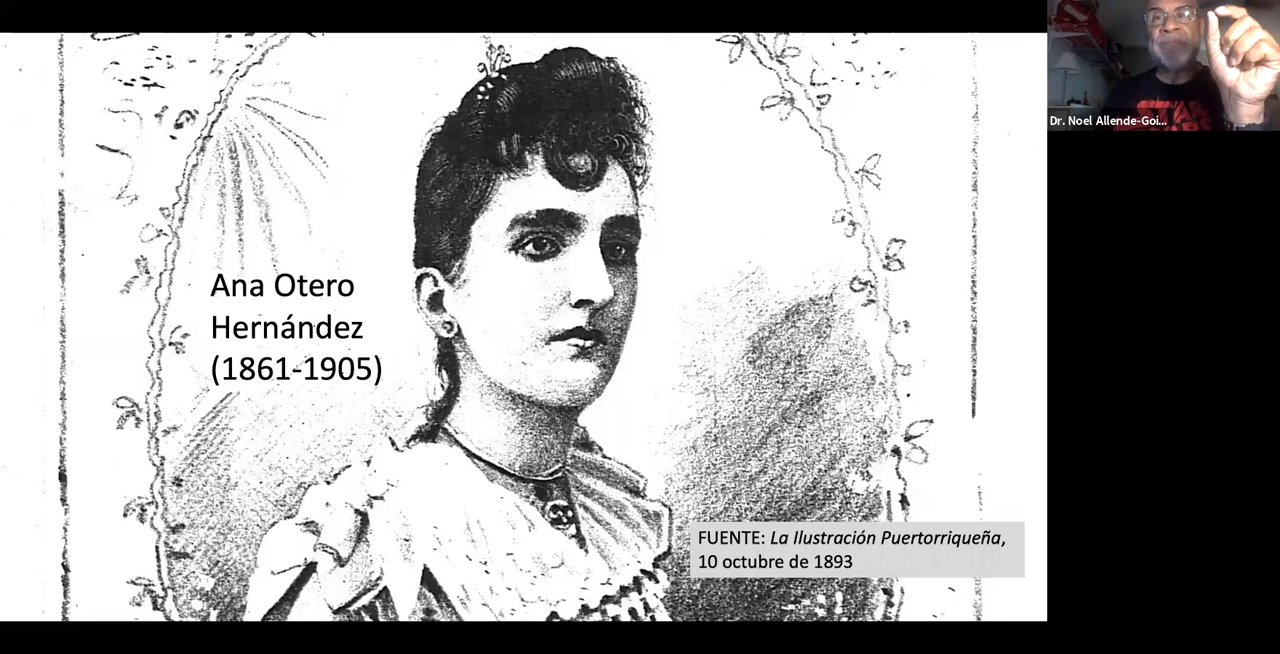 Ana Otero
Hernández
(1861-1905)
FUENTE: La Ilustración Puertorriqueña,
10 octubre de 1893
Dr. Noel Allende-Goi...